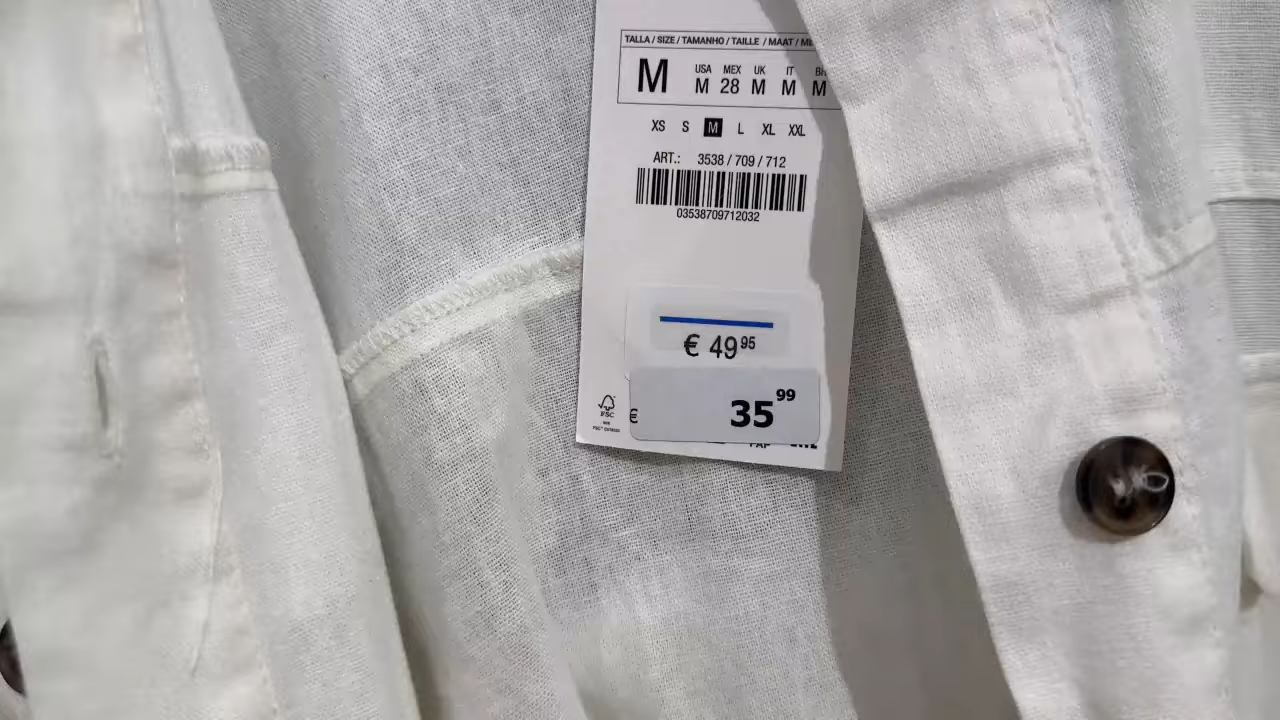 TALLA / SIZE / TAMANHO / TAILLE / MAAT /
M
USA MEX UK IT
M 28 M M M
XS S M L XL XXL
ART.: 3538 / 709 / 712
03538709712032
€ 49 95
€ 35 99
FSC